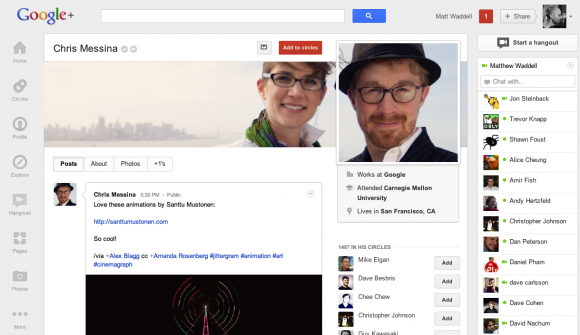 Google+
Matt Waddell
1
+ Share
Start a hangout
Home
Circles
Profile
Explore
Hangouts
Pages
Photos
More
Chris Messina
Add to circles
Works at Google
Attended Carnegie Mellon
University
Lives in San Francisco, CA
Posts
About
Photos
+1's
Chris Messina 5:30 PM - Public
Love these animations by Santtu Mustonen:
http://santtumustonen.com
So cool!
/via +Alex Blagg cc +Amanda Rosenberg #jittergram #animation #art
#cinemagraph
1487 IN HIS CIRCLES
Mike Elgan
Add
Dave Besbris
Add
Chee Chew
Add
Christopher Johnson
Add
Guy Kawasaki
Matthew Waddell
Chat with...
Jon Steinback
Trevor Knapp
Shawn Foust
Alice Cheung
Amir Fish
Andy Hertzfeld
Christopher Johnson
Dan Peterson
Daniel Pham
dave carlsson
Dave Cohen
David Nachum